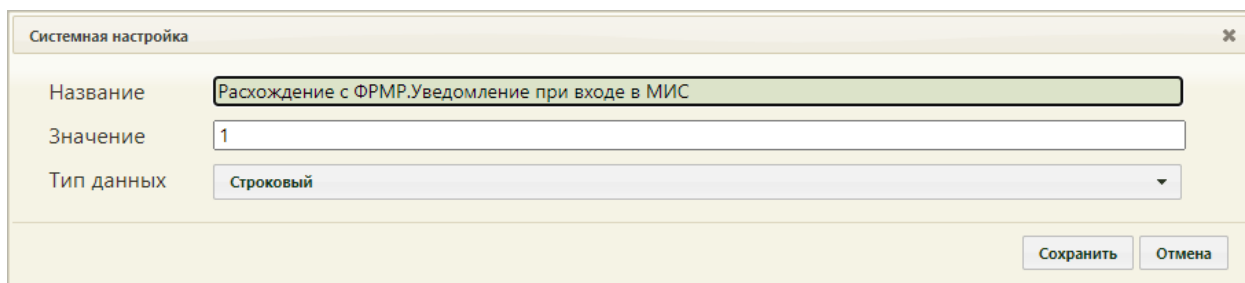 Системная настройка
Название Расхождение с ФРМР.Уведомление при входе в МИС
Значение 1
Тип данных Строковый
Сохранить Отмена